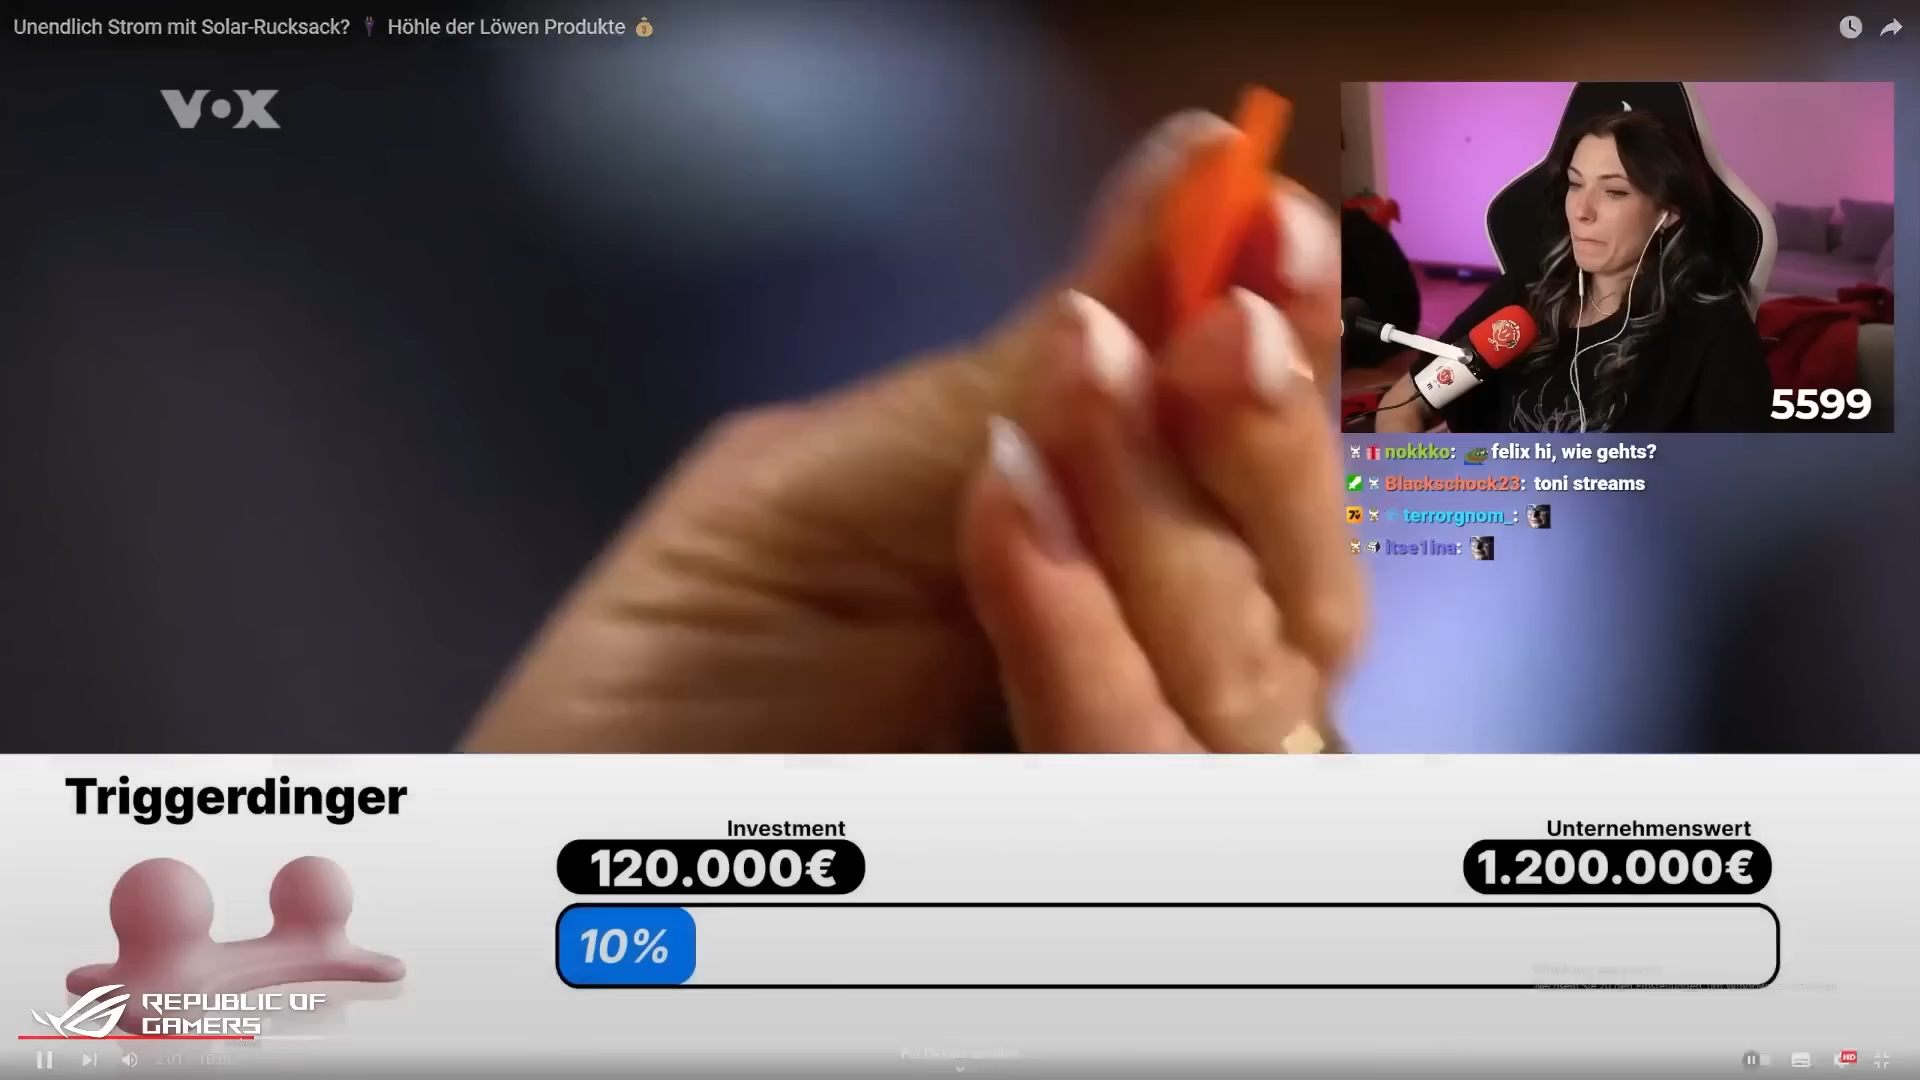 Unendlich Strom mit Solar-Rucksack? Höhle der Löwen Produkte
VOX
5599
nokkko: felix hi, wie gehts?
Blackschock23: toni streams
terrorgnom_:
itse1ina:
Triggerdinger
Investment
Unternehmenswert
120.000€
1.200.000€
10%
REPUBLIC OF
GAMERS
HD